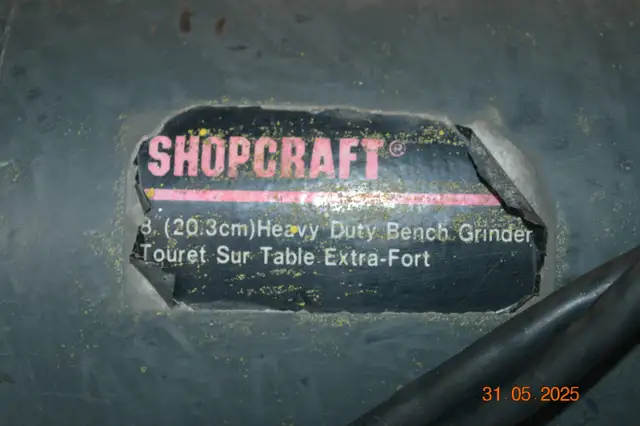 SHOPCRAFT®
8. (20.3cm)Heavy Duty Bench Grinder
Touret Sur Table Extra-Fort
31 05 2025